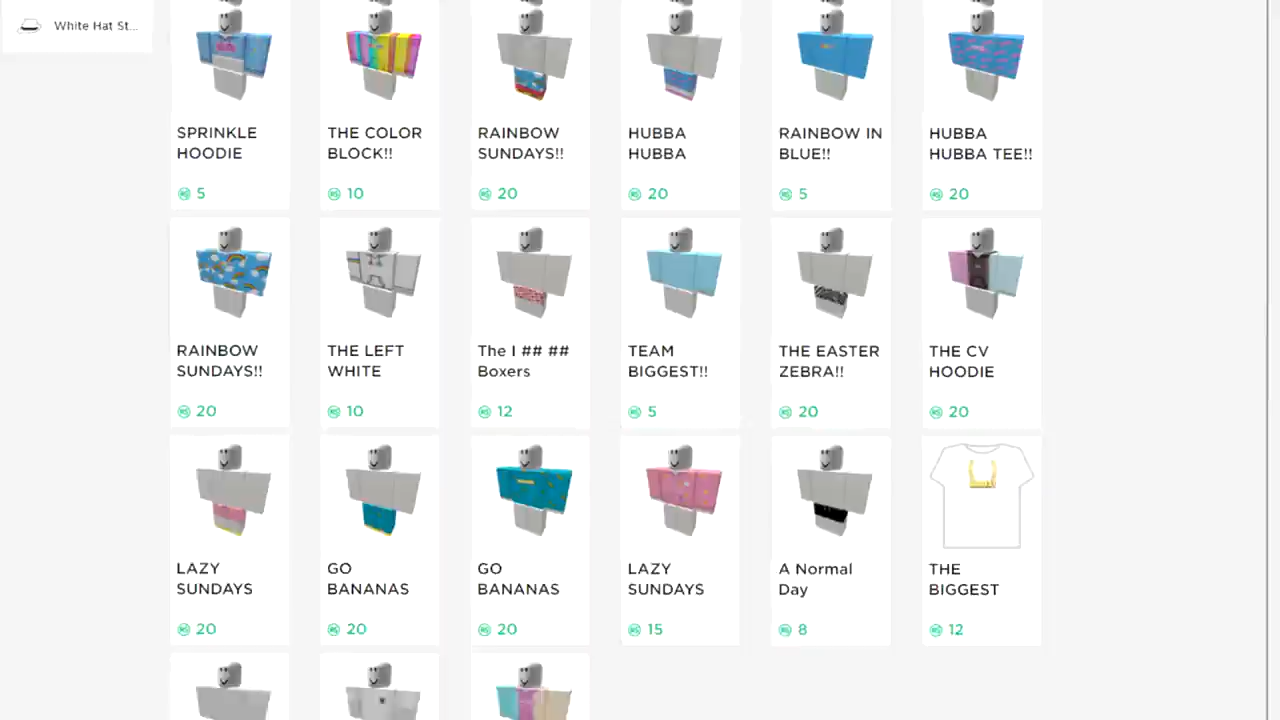 White Hat St...
SPRINKLE
HOODIE
5
THE COLOR
BLOCK!!
10
RAINBOW
SUNDAYS!!
20
HUBBA
HUBBA
20
RAINBOW IN
BLUE!!
5
HUBBA
HUBBA TEE!!
20
RAINBOW
SUNDAYS!!
20
THE LEFT
WHITE
10
The I ## ##
Boxers
12
TEAM
BIGGEST!!
5
THE EASTER
ZEBRA!!
20
THE CV
HOODIE
20
LAZY
SUNDAYS
20
GO
BANANAS
20
GO
BANANAS
20
LAZY
SUNDAYS
15
A Normal
Day
8
THE
BIGGEST
12